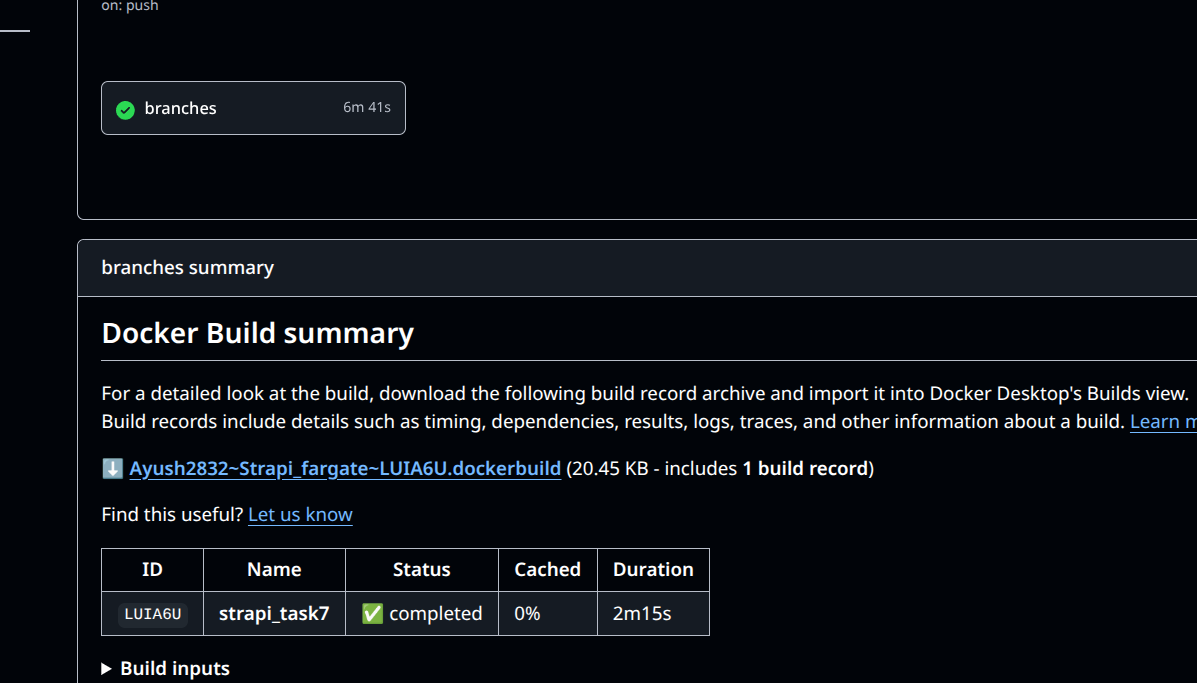 on: push
branches 6m 41s
branches summary
Docker Build summary
For a detailed look at the build, download the following build record archive and import it into Docker Desktop's Builds view.
Build records include details such as timing, dependencies, results, logs, traces, and other information about a build. Learn m
⬇️ Ayush2832~Strapi_fargate~LUIA6U.dockerbuild (20.45 KB - includes 1 build record)
Find this useful? Let us know
ID Name Status Cached Duration
LUIA6U strapi_task7 ✅ completed 0% 2m15s
▶ Build inputs